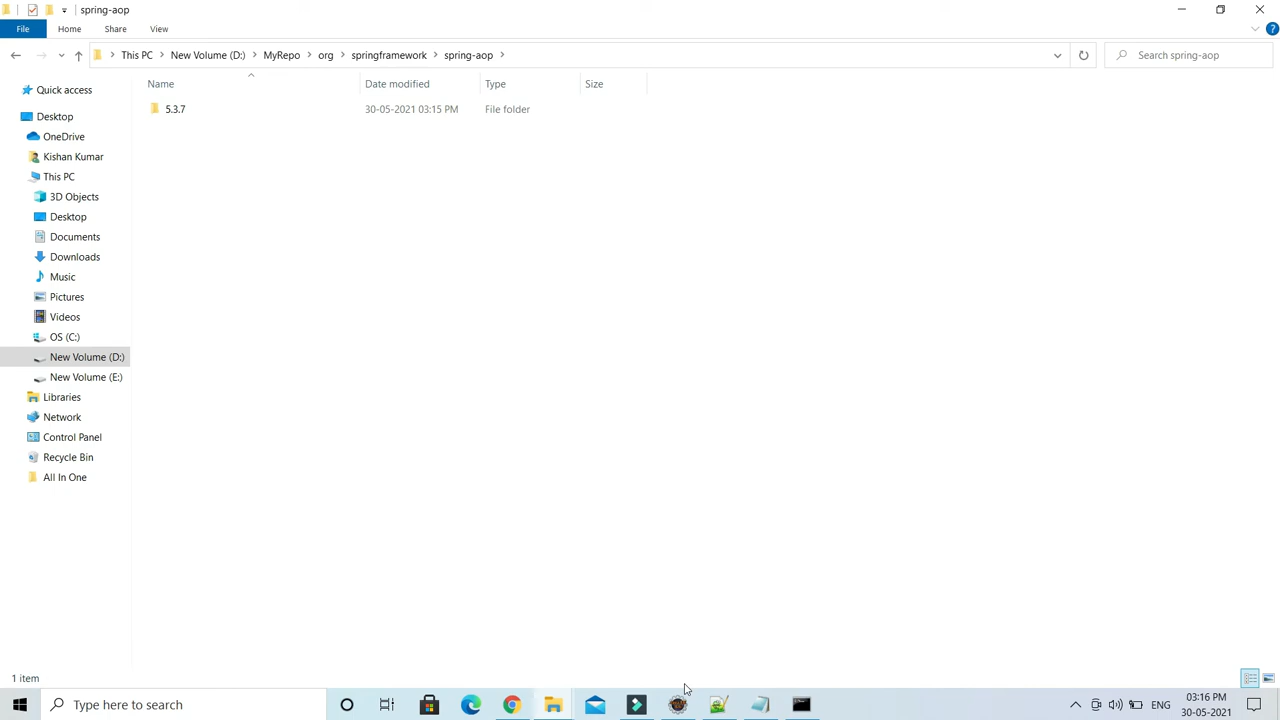 spring-aop
File Home Share View
This PC New Volume (D:) MyRepo org springframework spring-aop
Search spring-aop
Name Date modified Type Size
5.3.7 30-05-2021 03:15 PM File folder
Quick access
Desktop
OneDrive
Kishan Kumar
This PC
3D Objects
Desktop
Documents
Downloads
Music
Pictures
Videos
OS (C:)
New Volume (D:)
New Volume (E:)
Libraries
Network
Control Panel
Recycle Bin
All In One
1 item
Type here to search
ENG
03:16 PM
30-05-2021